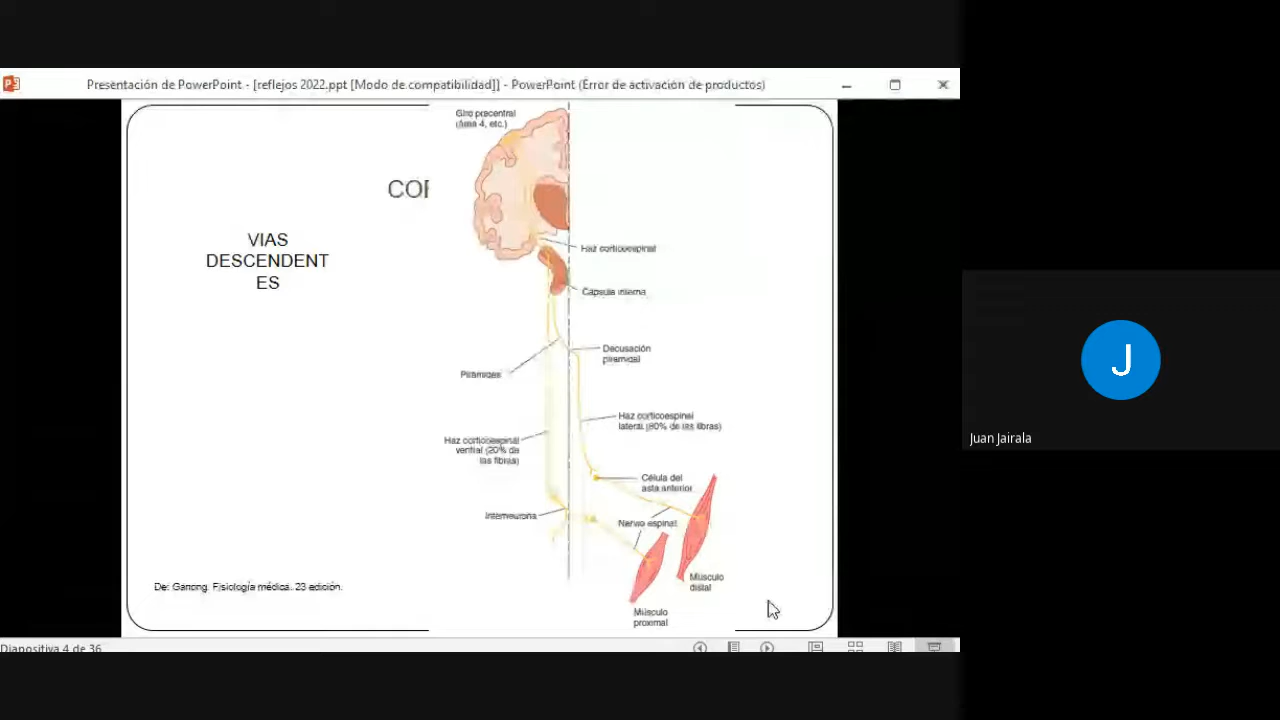 Presentación de PowerPoint - [reflejos 2022.ppt [Modo de compatibilidad]] - PowerPoint (Error de activación de productos)
Giro precentral
(área 4, etc.)
COR
VIAS
DESCENDENT
ES
Haz corticoespinal
Cápsula interna
Decusación
piramidal
Pirámides
Haz corticoespinal
lateral (80% de las fibras)
Haz corticoespinal
ventral (20% de
las fibras)
Célula del
asta anterior
Interneurona
Nervio espinal
Músculo
distal
De: Ganong. Fisiología médica. 23 edición.
Músculo
proximal
Diapositiva 4 de 36
J
Juan Jairala